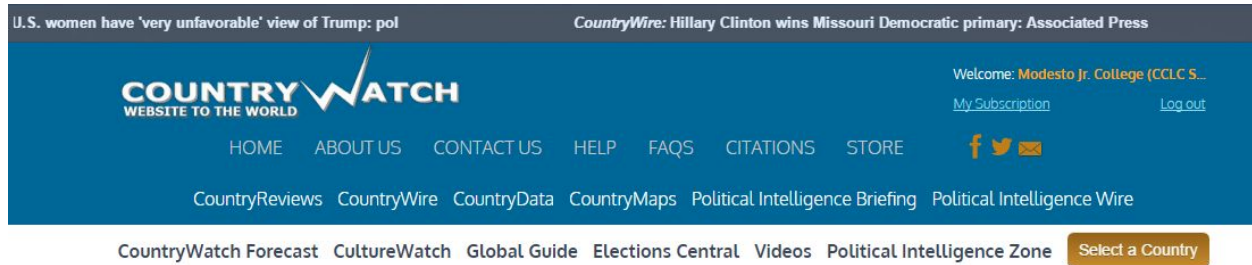 U.S. women have 'very unfavorable' view of Trump: pol CountryWire: Hillary Clinton wins Missouri Democratic primary: Associated Press
COUNTRY WATCH
WEBSITE TO THE WORLD
Welcome: Modesto Jr. College (CCLC S...
My Subscription Log out
HOME ABOUT US CONTACT US HELP FAQS CITATIONS STORE
CountryReviews CountryWire CountryData CountryMaps Political Intelligence Briefing Political Intelligence Wire
CountryWatch Forecast CultureWatch Global Guide Elections Central Videos Political Intelligence Zone Select a Country